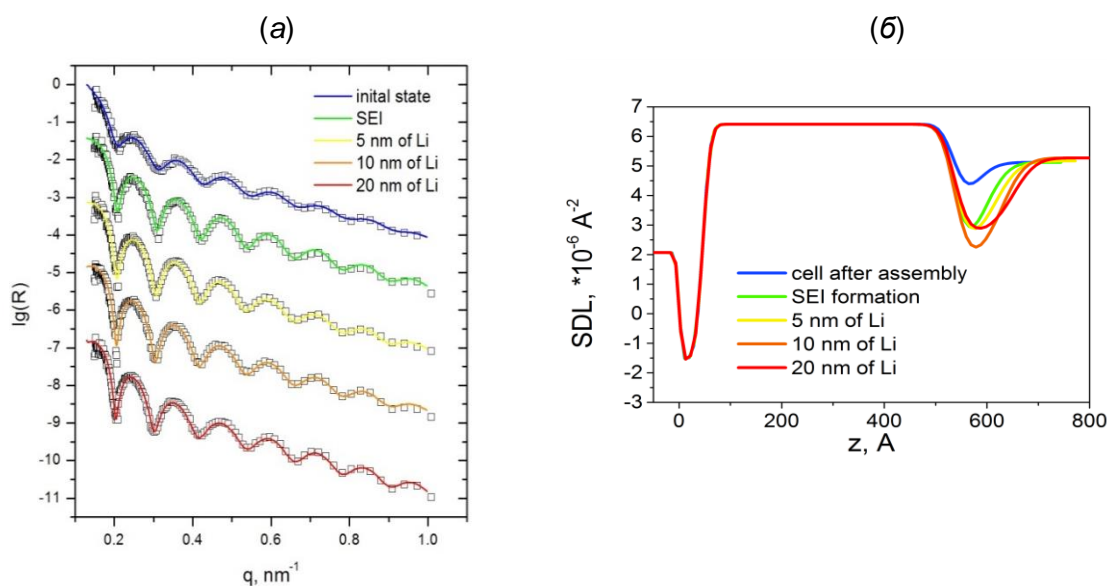 (а)
0
-1
-2
-3
-4
-5
-6
-7
-8
-9
-10
-11
lg(R)
inital state
SEI
5 nm of Li
10 nm of Li
20 nm of Li
0.2 0.4 0.6 0.8 1.0
q, nm-1
(б)
7
6
5
4
3
2
1
0
-1
-2
-3
SDL, *10-6 A-2
cell after assembly
SEI formation
5 nm of Li
10 nm of Li
20 nm of Li
0 200 400 600 800
z, A